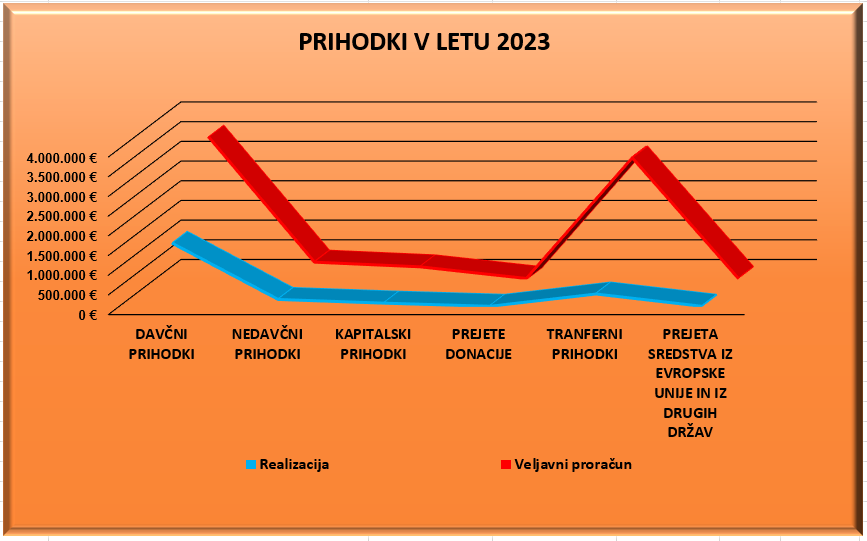 PRIHODKI V LETU 2023
4.000.000 €
3.500.000 €
3.000.000 €
2.500.000 €
2.000.000 €
1.500.000 €
1.000.000 €
500.000 €
0 €
DAVČNI
PRIHODKI
NEDAVČNI
PRIHODKI
KAPITALSKI
PRIHODKI
PREJETE
DONACIJE
TRANFERNI
PRIHODKI
PREJETA
SREDSTVA IZ
EVROPSKE
UNIJE IN IZ
DRUGIH
DRŽAV
Realizacija
Veljavni proračun